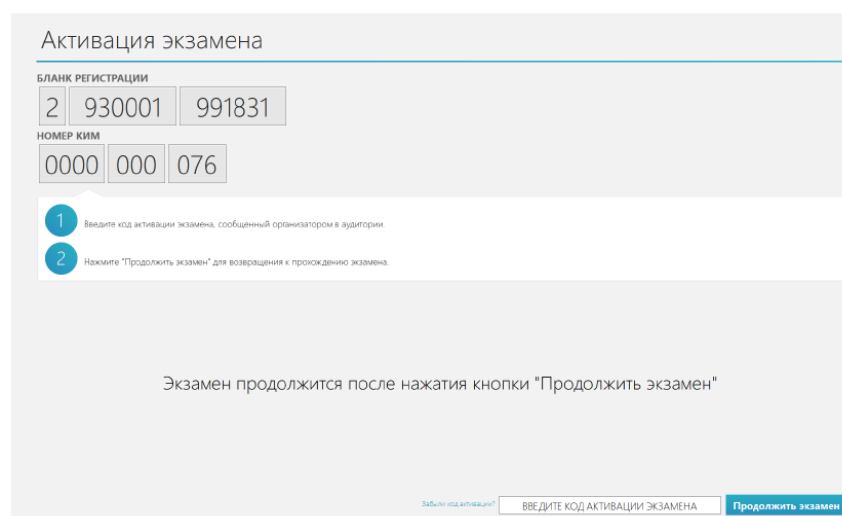 Активация экзамена
БЛАНК РЕГИСТРАЦИИ
2 930001 991831
НОМЕР КИМ
0000 000 076
1 Введите код активации экзамена, сообщенный организатором в аудитории.
2 Нажмите "Продолжить экзамен" для возвращения к прохождению экзамена.
Экзамен продолжится после нажатия кнопки "Продолжить экзамен"
Забыли код активации? ВВЕДИТЕ КОД АКТИВАЦИИ ЭКЗАМЕНА Продолжить экзамен